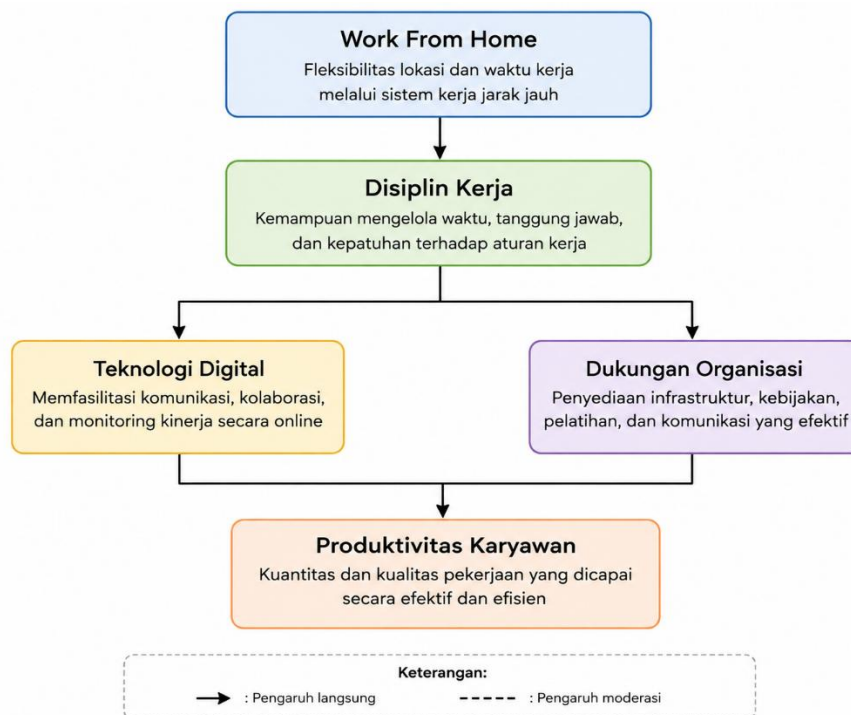 Work From Home
Fleksibilitas lokasi dan waktu kerja
melalui sistem kerja jarak jauh
Disiplin Kerja
Kemampuan mengelola waktu, tanggung jawab,
dan kepatuhan terhadap aturan kerja
Teknologi Digital
Memfasilitasi komunikasi, kolaborasi,
dan monitoring kinerja secara online
Dukungan Organisasi
Penyediaan infrastruktur, kebijakan,
pelatihan, dan komunikasi yang efektif
Produktivitas Karyawan
Kuantitas dan kualitas pekerjaan yang dicapai
secara efektif dan efisien
Keterangan:
: Pengaruh langsung
: Pengaruh moderasi